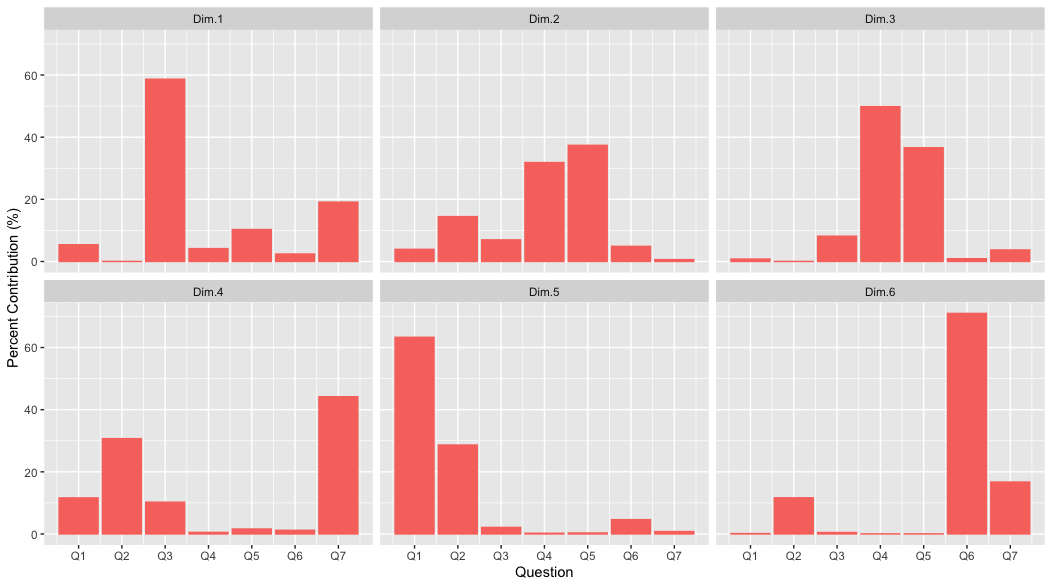 Dim.1 Dim.2 Dim.3
60
40
20
0
Dim.4 Dim.5 Dim.6
60
40
20
0
Q1 Q2 Q3 Q4 Q5 Q6 Q7 Q1 Q2 Q3 Q4 Q5 Q6 Q7 Q1 Q2 Q3 Q4 Q5 Q6 Q7
Question
Percent Contribution (%)